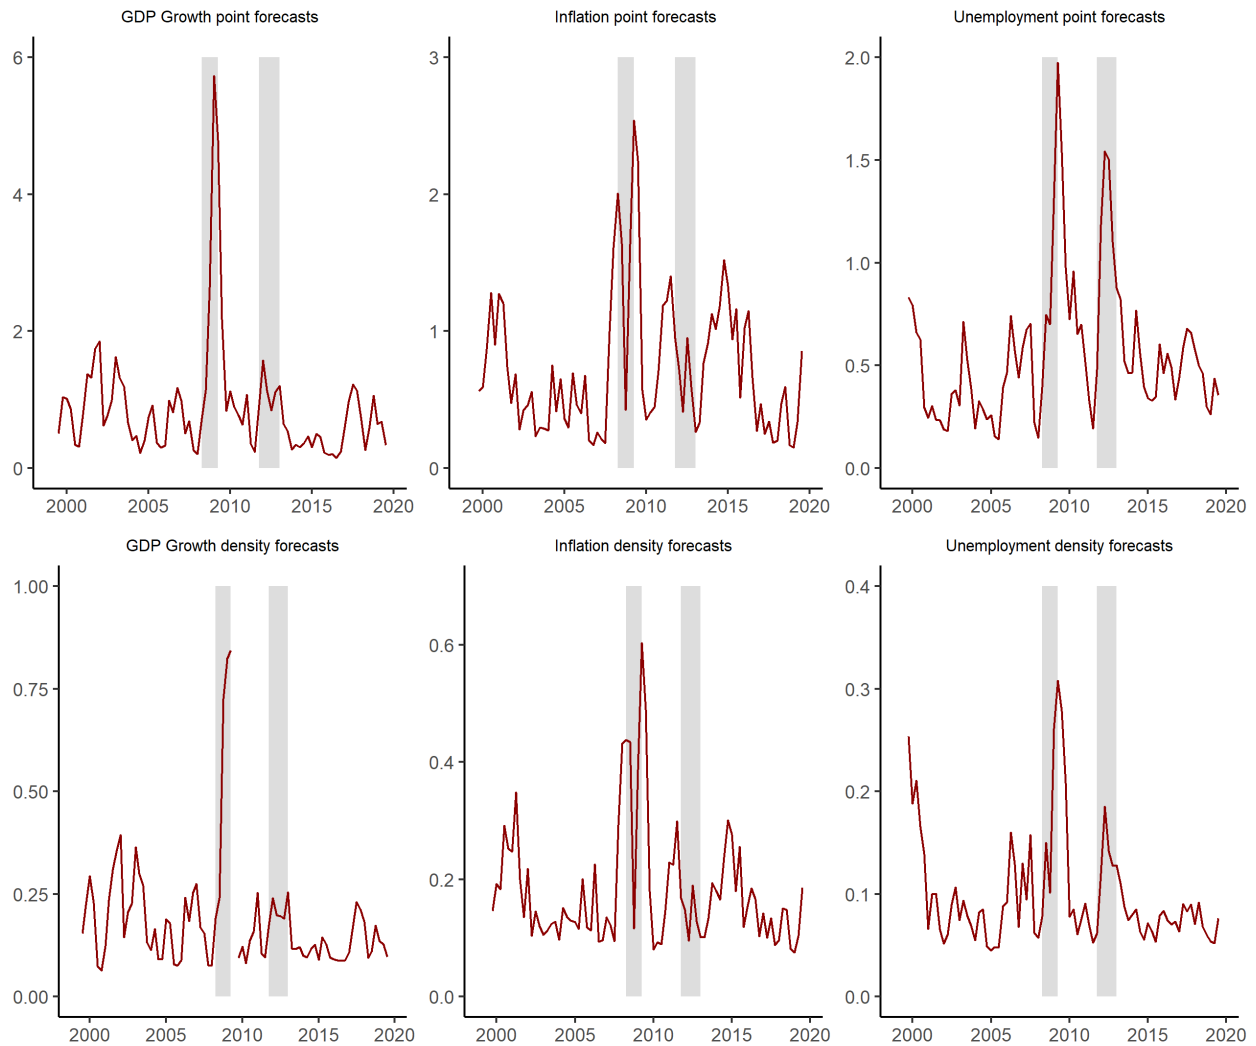 GDP Growth point forecasts
6
4
2
0
2000 2005 2010 2015 2020
Inflation point forecasts
3
2
1
0
2000 2005 2010 2015 2020
Unemployment point forecasts
2.0
1.5
1.0
0.5
0.0
2000 2005 2010 2015 2020
GDP Growth density forecasts
1.00
0.75
0.50
0.25
0.00
2000 2005 2010 2015 2020
Inflation density forecasts
0.6
0.4
0.2
0.0
2000 2005 2010 2015 2020
Unemployment density forecasts
0.4
0.3
0.2
0.1
0.0
2000 2005 2010 2015 2020